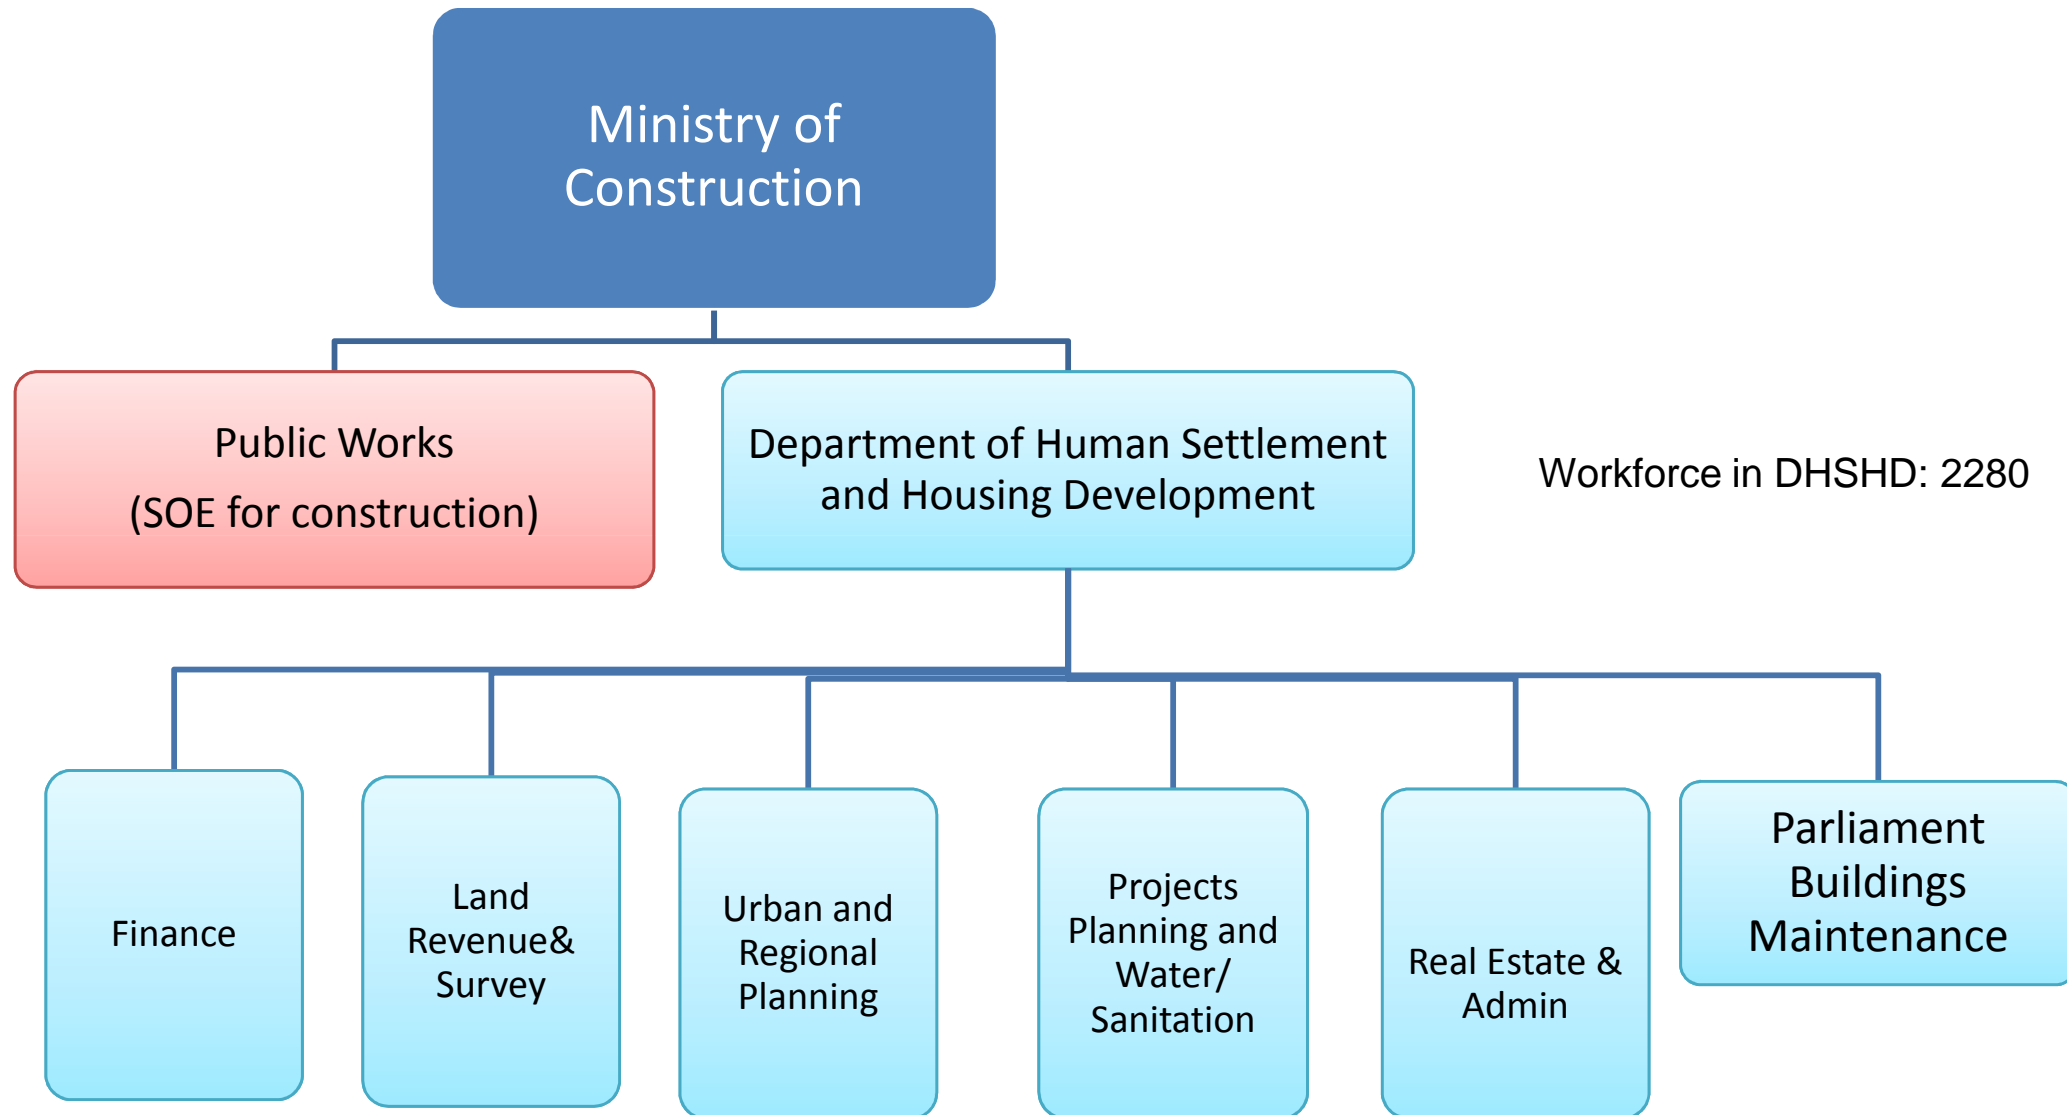 Ministry of
Construction
Public Works
(SOE for construction)
Department of Human Settlement
and Housing Development
Workforce in DHSHD: 2280
Finance
Land
Revenue&
Survey
Urban and
Regional
Planning
Projects
Planning and
Water/
Sanitation
Real Estate &
Admin
Parliament
Buildings
Maintenance